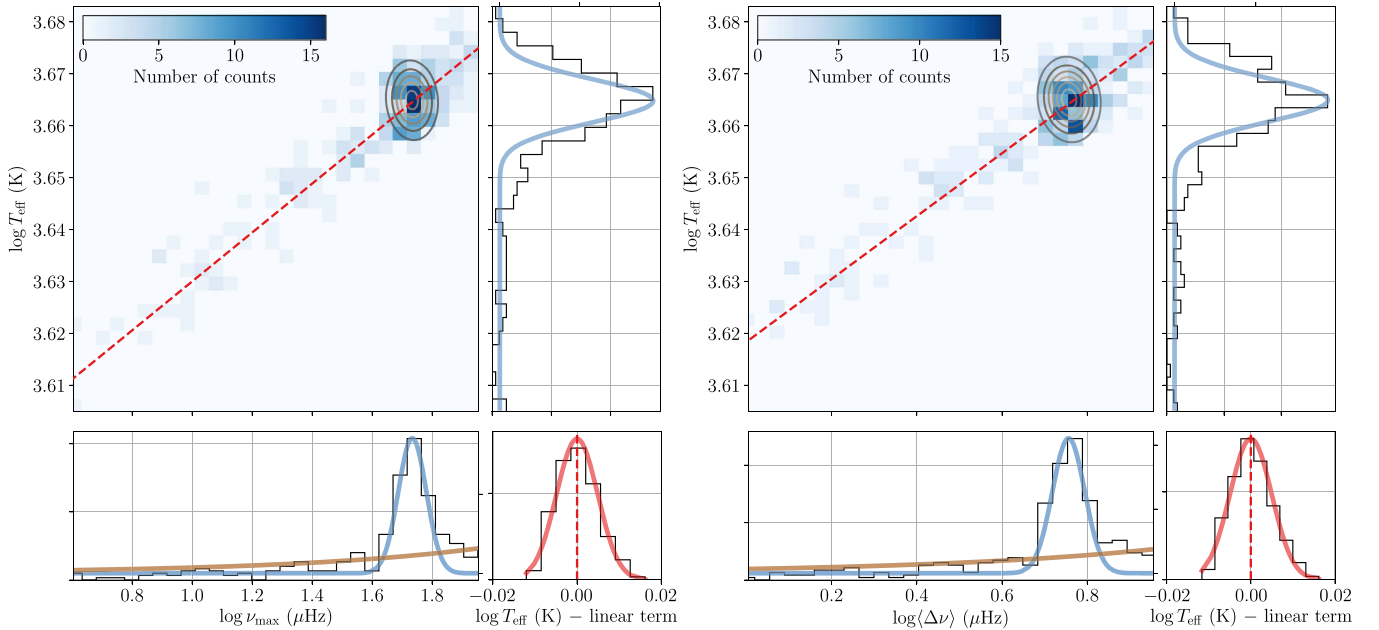 0 5 10 15
Number of counts
3.68
3.67
3.66
3.65
3.64
3.63
3.62
3.61
log T_eff (K)
0.8 1.0 1.2 1.4 1.6 1.8
log ν_max (μHz)
−0.02 0.00 0.02
log T_eff (K) − linear term
0 5 10 15
Number of counts
3.68
3.67
3.66
3.65
3.64
3.63
3.62
3.61
log T_eff (K)
0.2 0.4 0.6 0.8
log⟨Δν⟩ (μHz)
−0.02 0.00 0.02
log T_eff (K) − linear term